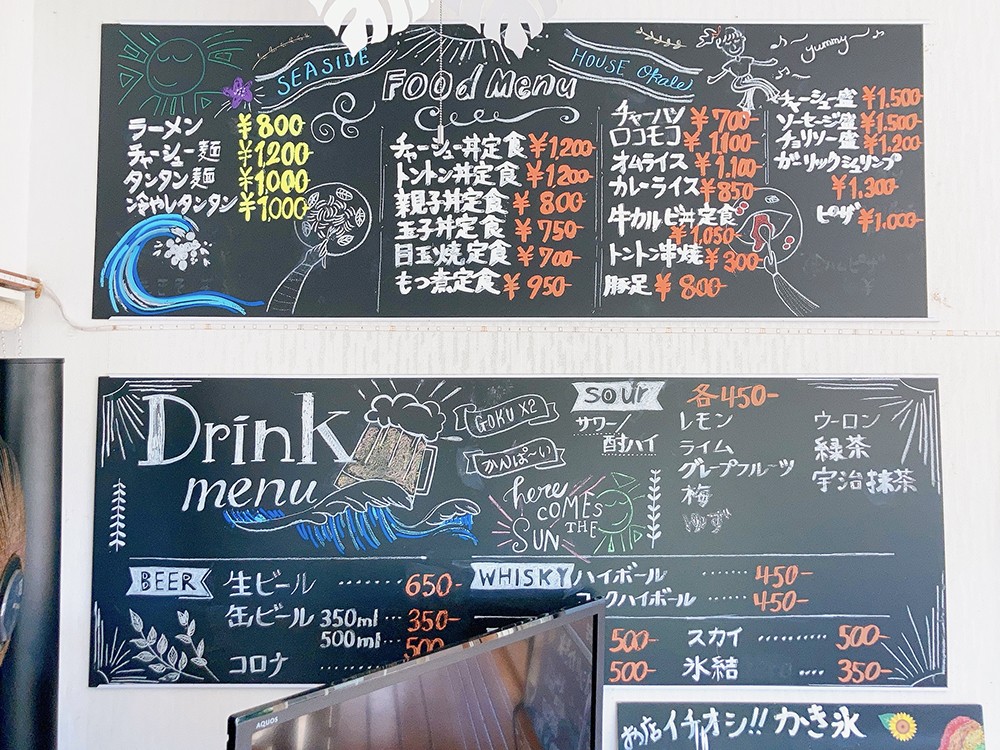 SEASIDE
Food Menu
HOUSE Okalei
yummy
ラーメン ¥800
チャーシュー麺 ¥1,200
タンタン麺 ¥1,000
冷やしタンタン ¥1,000
チャーシュー丼定食 ¥1,200
トントン丼定食 ¥1,200
親子丼定食 ¥800
玉子丼定食 ¥750-
目玉焼定食 ¥700-
もつ煮定食 ¥950-
チャーハン ¥700-
ロコモコ ¥1,100
オムライス ¥1,100
カレーライス ¥850
牛カルビ丼定食
¥1,050
トントン串焼 ¥300
豚足 ¥800-
チャーシュー盛 ¥1.500-
ソーセージ盛 ¥1.500-
チョリソー盛 ¥1.200
ガーリックシュリンプ
¥1.300-
ピザ ¥1.000-
Drink
menu
GOKU X2
かんぱーい
here
COMES
THE
SUN
sour
各450-
サワー/
酎ハイ
レモン
ライム
グレープフルーツ
梅
ゆず
ウーロン
緑茶
宇治抹茶
BEER
生ビール ········ 650-
缶ビール 350ml ··· 350-
500ml ··· 500
コロナ
WHISKY
ハイボール ······ 450-
コークハイボール ····· 450-
500-
500-
スカイ ·········· 500-
氷結 ···· 350-
AQUOS
お店イチオシ!! かき氷